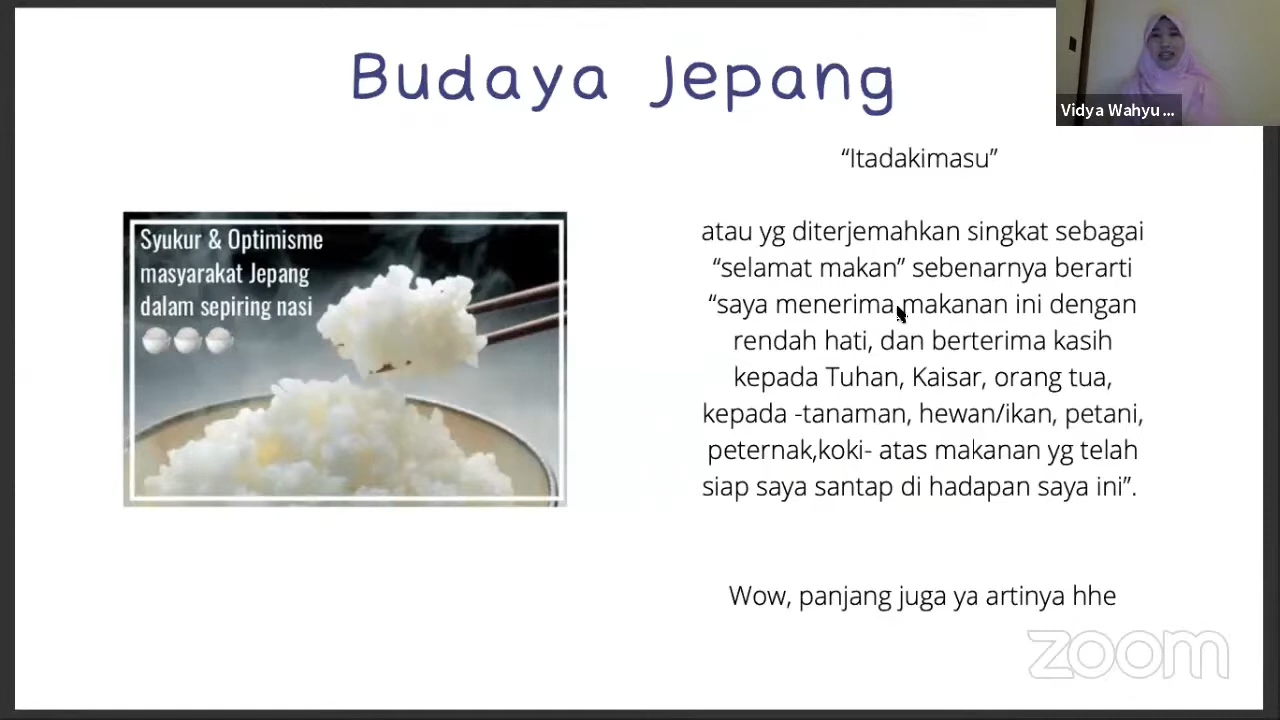 Budaya Jepang
Vidya Wahyu ...
“Itadakimasu”
Syukur & Optimisme
masyarakat Jepang
dalam sepiring nasi
atau yg diterjemahkan singkat sebagai
“selamat makan” sebenarnya berarti
“saya menerima makanan ini dengan
rendah hati, dan berterima kasih
kepada Tuhan, Kaisar, orang tua,
kepada -tanaman, hewan/ikan, petani,
peternak,koki- atas makanan yg telah
siap saya santap di hadapan saya ini”.
Wow, panjang juga ya artinya hhe
zoom